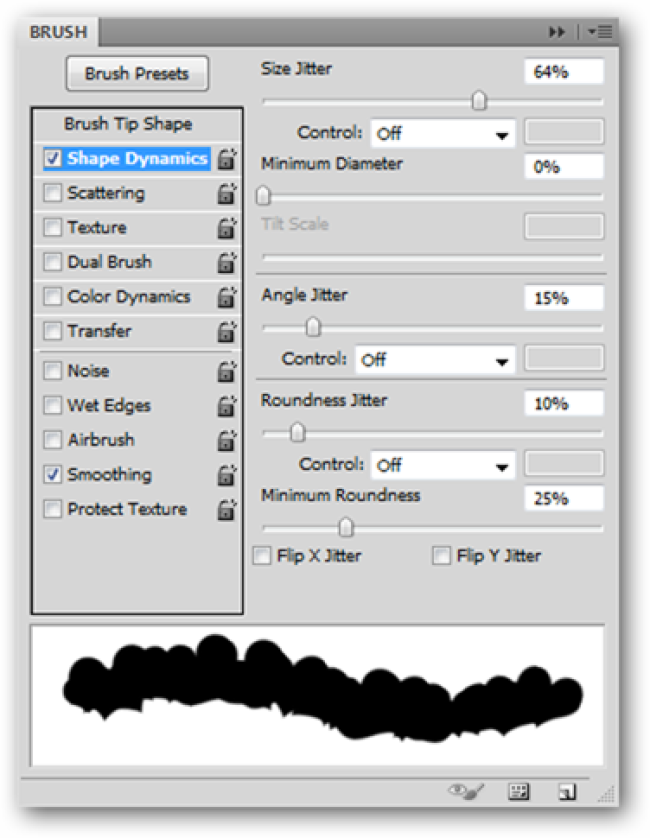 BRUSH
Brush Presets
Brush Tip Shape
Shape Dynamics
Scattering
Texture
Dual Brush
Color Dynamics
Transfer
Noise
Wet Edges
Airbrush
Smoothing
Protect Texture
Size Jitter 64%
Control: Off
Minimum Diameter 0%
Tilt Scale
Angle Jitter 15%
Control: Off
Roundness Jitter 10%
Control: Off
Minimum Roundness 25%
Flip X Jitter Flip Y Jitter